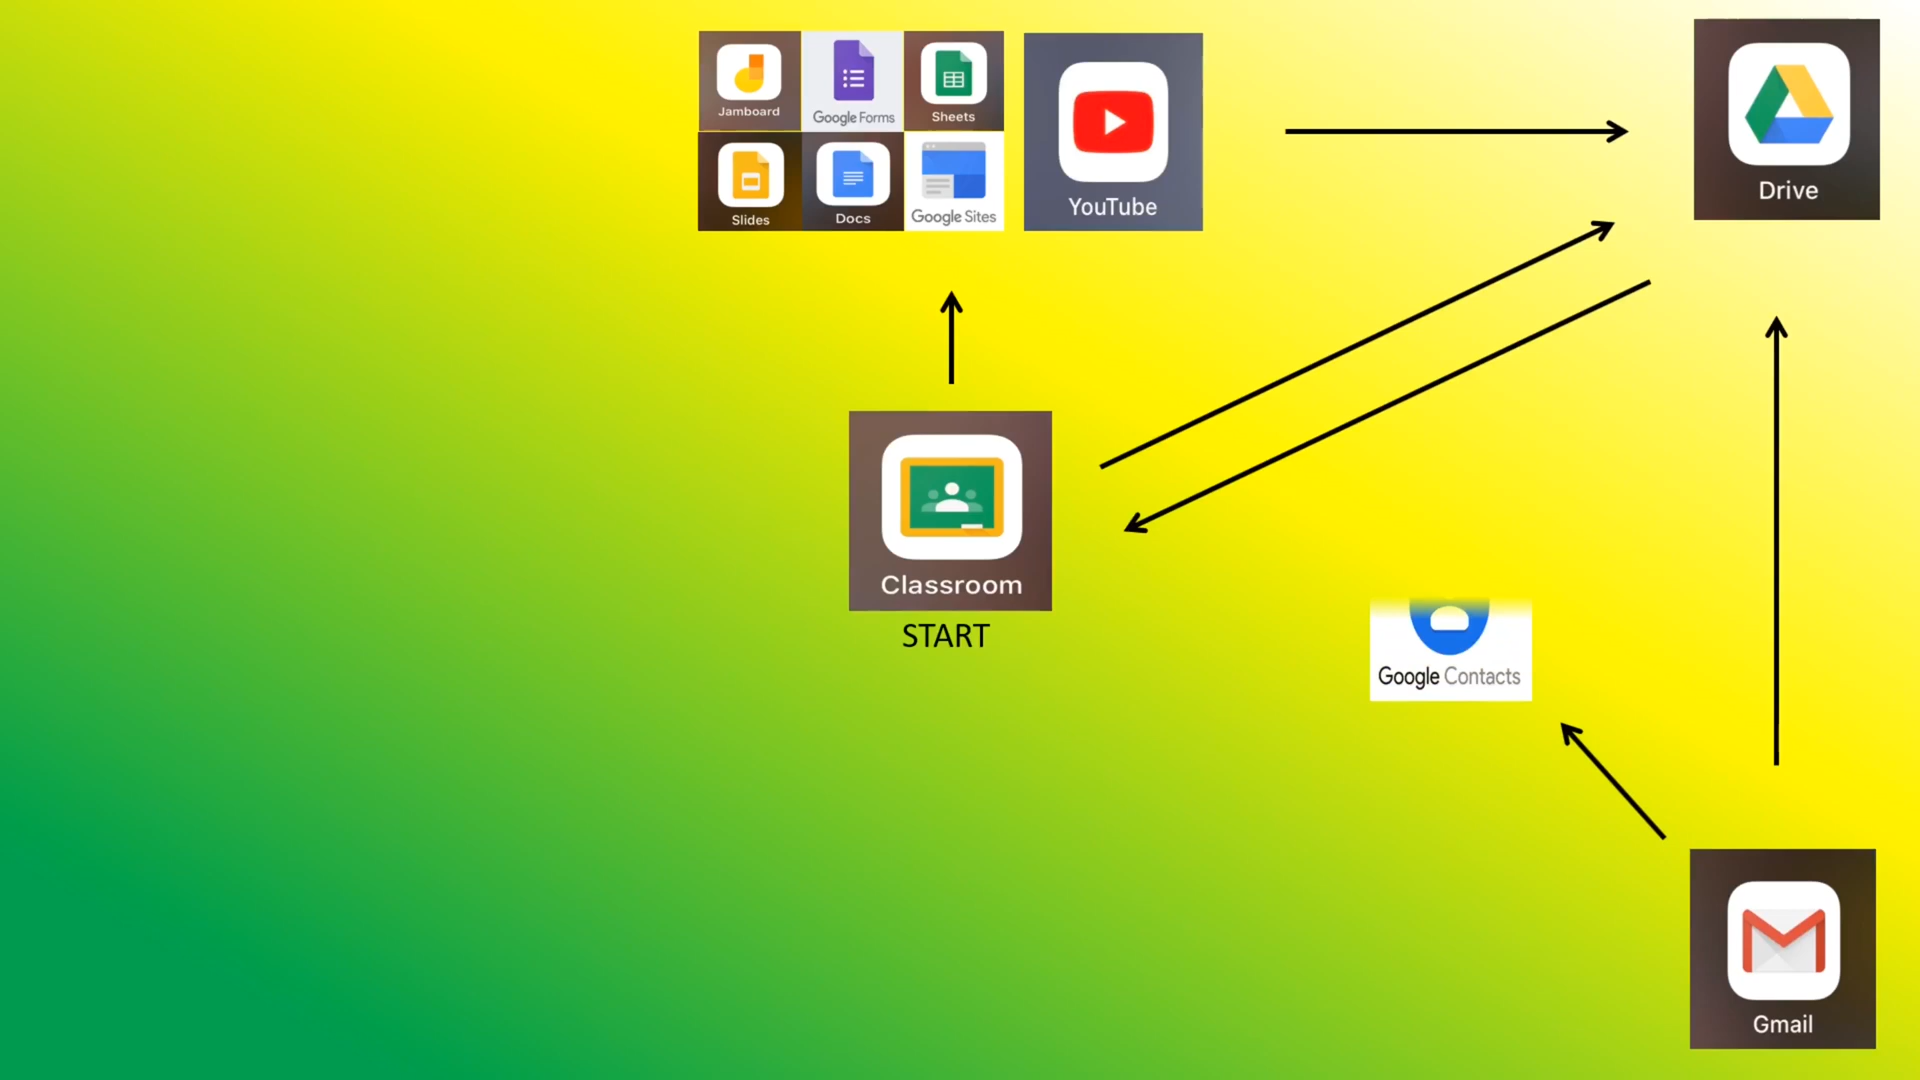 Jamboard
Google Forms
Sheets
Slides
Docs
Google Sites
YouTube
Drive
Classroom
START
Google Contacts
Gmail